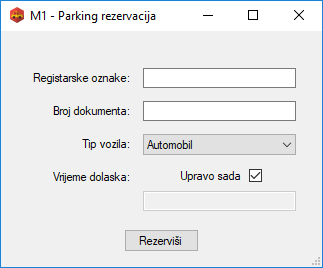 M1 - Parking rezervacija
Registarske oznake:
Broj dokumenta:
Tip vozila: Automobil
Vrijeme dolaska: Upravo sada
Rezerviši